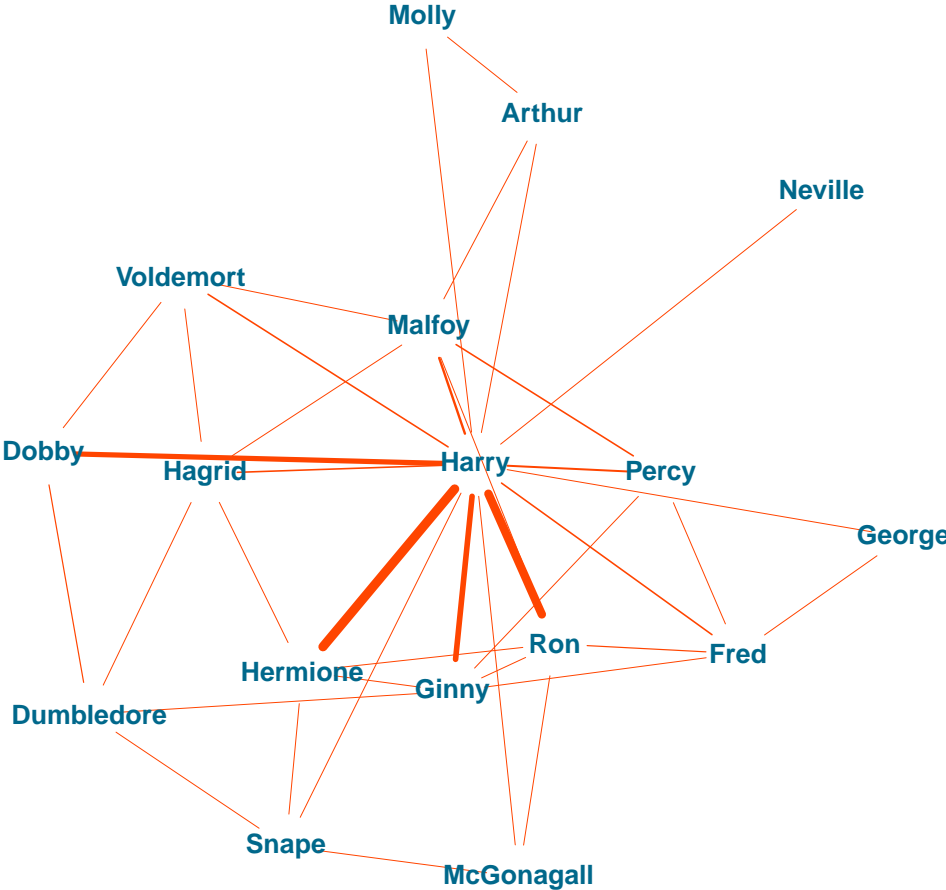 Molly
Arthur
Neville
Voldemort
Malfoy
Dobby
Hagrid
Harry
Percy
George
Ron
Fred
Hermione
Ginny
Dumbledore
Snape
McGonagall